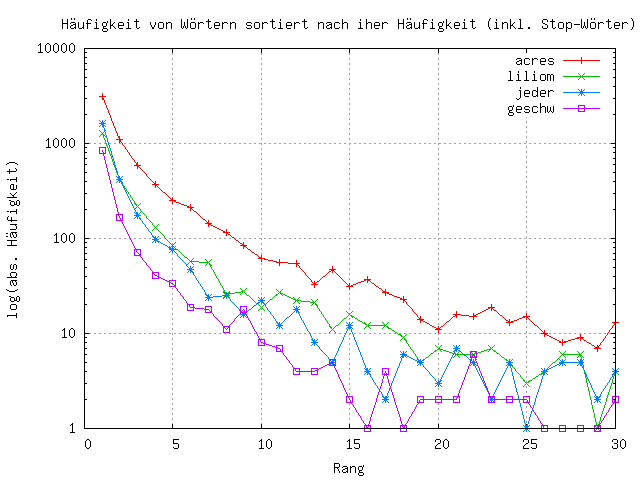 Häufigkeit von Wörtern sortiert nach iher Häufigkeit (inkl. Stop-Wörter)
log(abs. Häufigkeit)
10000
1000
100
10
1
acres
liliom
jeder
geschw
0 5 10 15 20 25 30
Rang